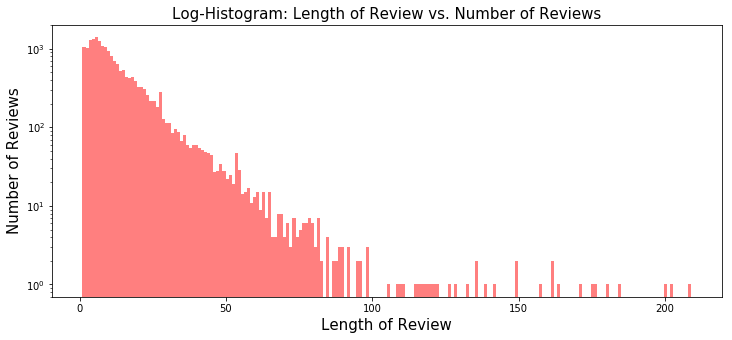 Log-Histogram: Length of Review vs. Number of Reviews
Number of Reviews
10³
10²
10¹
10⁰
0 50 100 150 200
Length of Review